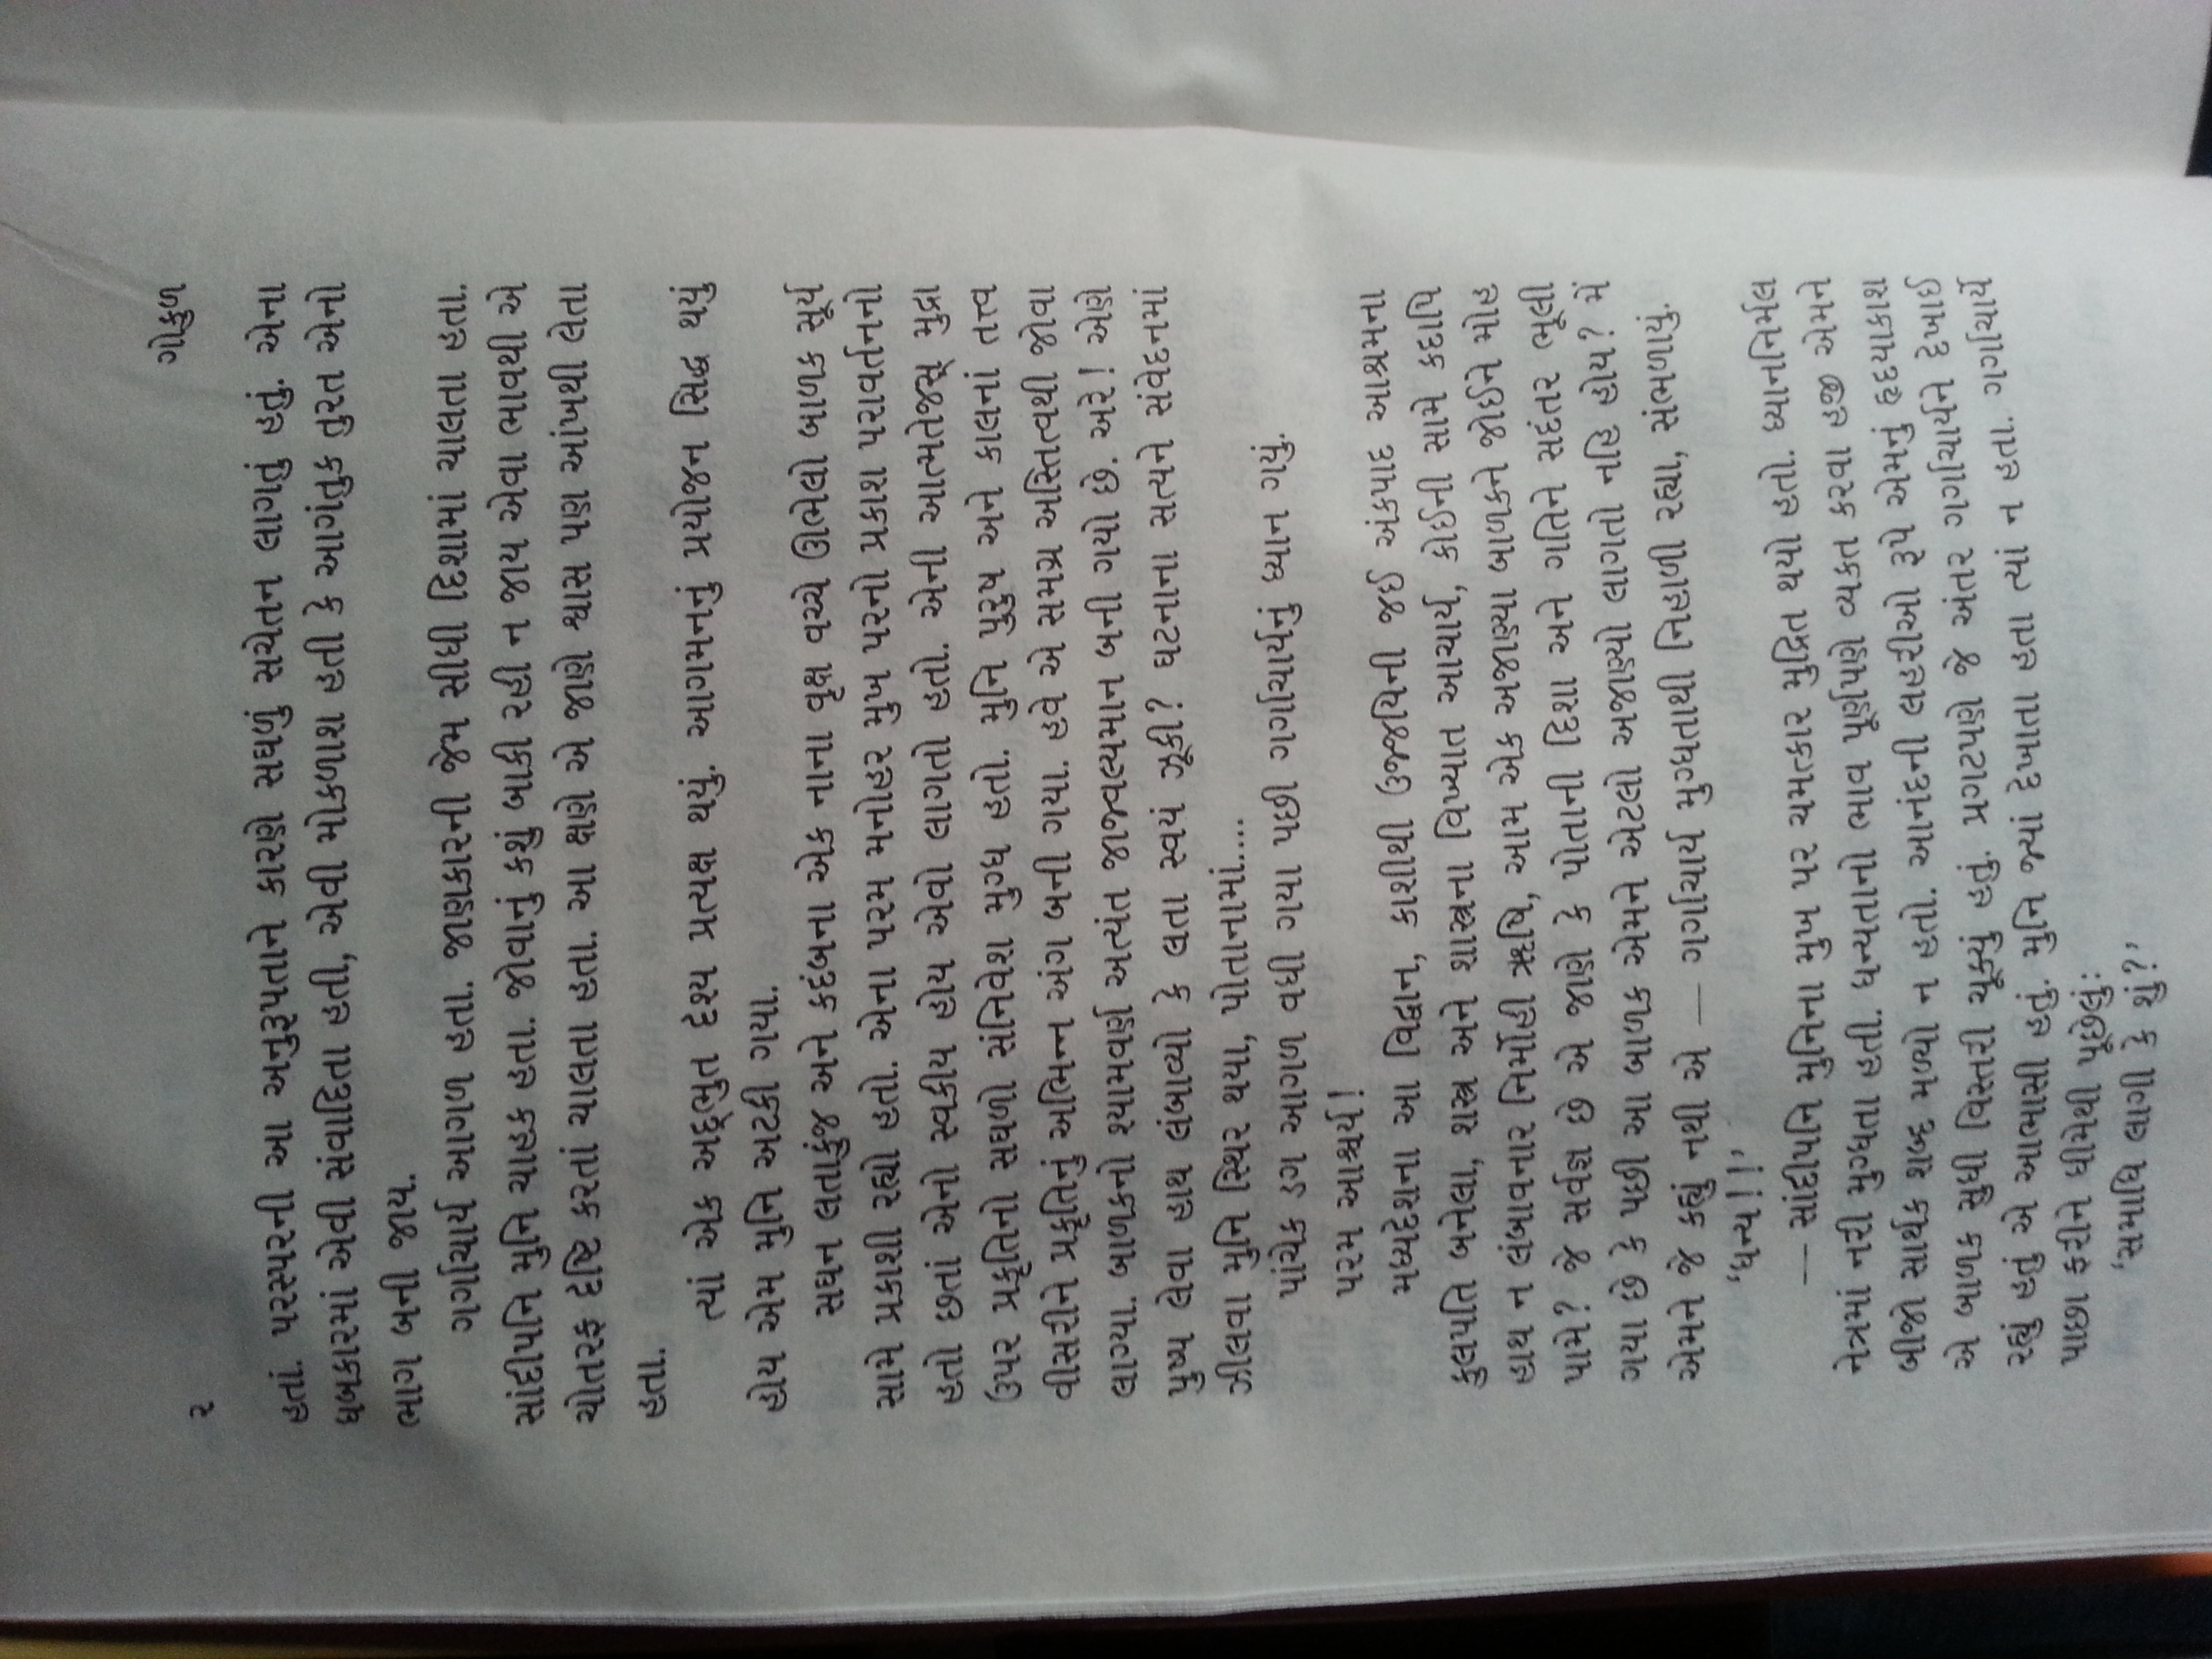 ૨
ગોકુળ
હતાં. પરસ્પરની આ અનુરૂપતાને કારણે સઘળું સચેતન લાગતું હતું. એના
ધબકારમાં એવી સંવાદિતા હતી, એવી મોકળાશ હતી કે આગંતુક તુરત એનો
ભાગ બની જાય.
ગર્ગાચાર્ય આગળ હતા. જાણકારની જેમ સીધી દિશામાં ચાલતા હતા.
સાંદીપનિ મુનિ ચાહક હતા. જોવાનું કશું બાકી રહી ન જાય એવા ભાવથી એ
ચોતરફ દૃષ્ટિ કરતાં ચાલતા હતા. આ ક્ષણે એ જાણે શ્વાસ પણ આંખથી લેતા
હતા.
ત્યાં એક અદ્ભુત દૃશ્ય પ્રત્યક્ષ થયું. આગમનનું પ્રયોજન સિદ્ધ થયું
હોય એમ મુનિ અટકી ગયા.
સઘન લતાકુંજ અને કદંબના એક નાના વૃક્ષ વચ્ચે ઊભેલો બાળક સૂર્ય
સામે પ્રકાશી રહ્યો હતો. એના પરમ મનોહર મુખ પરનો પ્રકાશ પરાવર્તનનો
હતો છતાં એનો સ્વકીય હોય એવો લાગતો હતો. એની આત્મતેજસ્ મુદ્રા
ઉપર પ્રકૃતિનો સઘળો સંનિવેશ મુગ્ધ હતો. મુનિ પુરુષ અને કાલનાં તત્ત્વ
વીસરીને પ્રકૃતિનું અભિન્ન અંગ બની ગયા. હવે એ સમગ્ર અસ્તિત્વથી જોવા
લાગ્યા. બાળકનો શ્યામવર્ણ અત્યંત જાજ્વલ્યમાન બની ગયો છે. અરે! એણે
પુષ્પ લેવા હાથ લંબાવ્યો કે લતા સ્વયં ઝૂકી? ઘટનાના સત્યને સંવેદનમાં
ઝીલવા મુનિ સ્થિર થયા, પોતાનામાં....
પાંચેક ડગ આગળ વધી ગયા પછી ગર્ગાચાર્યનું ધ્યાન ગયું.
પરમ આશ્ચર્ય!
મધ્યદેશના આ વિદ્વાન, કાશીથી ઉજ્જયિની જઈ અંકપાદ આશ્રમના
કુલપતિ બનેલા, શસ્ત્ર અને શાસ્ત્રના વિખ્યાત આચાર્ય, કોઈની સામે કદાપિ
હાથ ન લંબાવનાર નિર્મોહી ઋષિ, આમ એક અજાણ્યા બાળકને જોઈને મોહ
પામે? જે સર્વજ્ઞ છે એ જાણે કે પોતાની દિશા અને ગતિને સદંતર ભૂલી
ગયા છે કે પછી આ બાળક એમને એટલો અજાણ્યો લાગતો નહિ હોય? મેં
એમને જે કહ્યું નથી એ — ગર્ગાચાર્ય મુગ્ધતાથી નિહાળી રહ્યા, સંભળાયું.
‘ધન્ય!!’
— સાંદીપનિ મુનિના મુખ પર ચમત્કાર મુદ્રિત થયો હતો. ધ્યાનનિર્મલ
નેત્રમાં નરી મુગ્ધતા હતી. ધન્યતાનો ભાવ પૂર્ણપણે વ્યકત કરવા હજી એમને
બીજો સાર્થક શબ્દ મળ્યો ન હતો. આનંદની લહરીઓ રૂપે એમનું હૃદયાકાશ
એ બાળક સુધી વિસ્તરી ચૂક્યું હતું. પ્રગટપણે જે અંતર ગર્ગાચાર્યને દેખાઈ
રહ્યું હતું એ આભાસી હતું. મુનિ જ્યાં દેખાતા હતા ત્યાં ન હતા. ગર્ગાચાર્યે
પાછા ફરીને ધીમેથી પૂછેલું:
‘સમાધિ લાગી કે શું?’